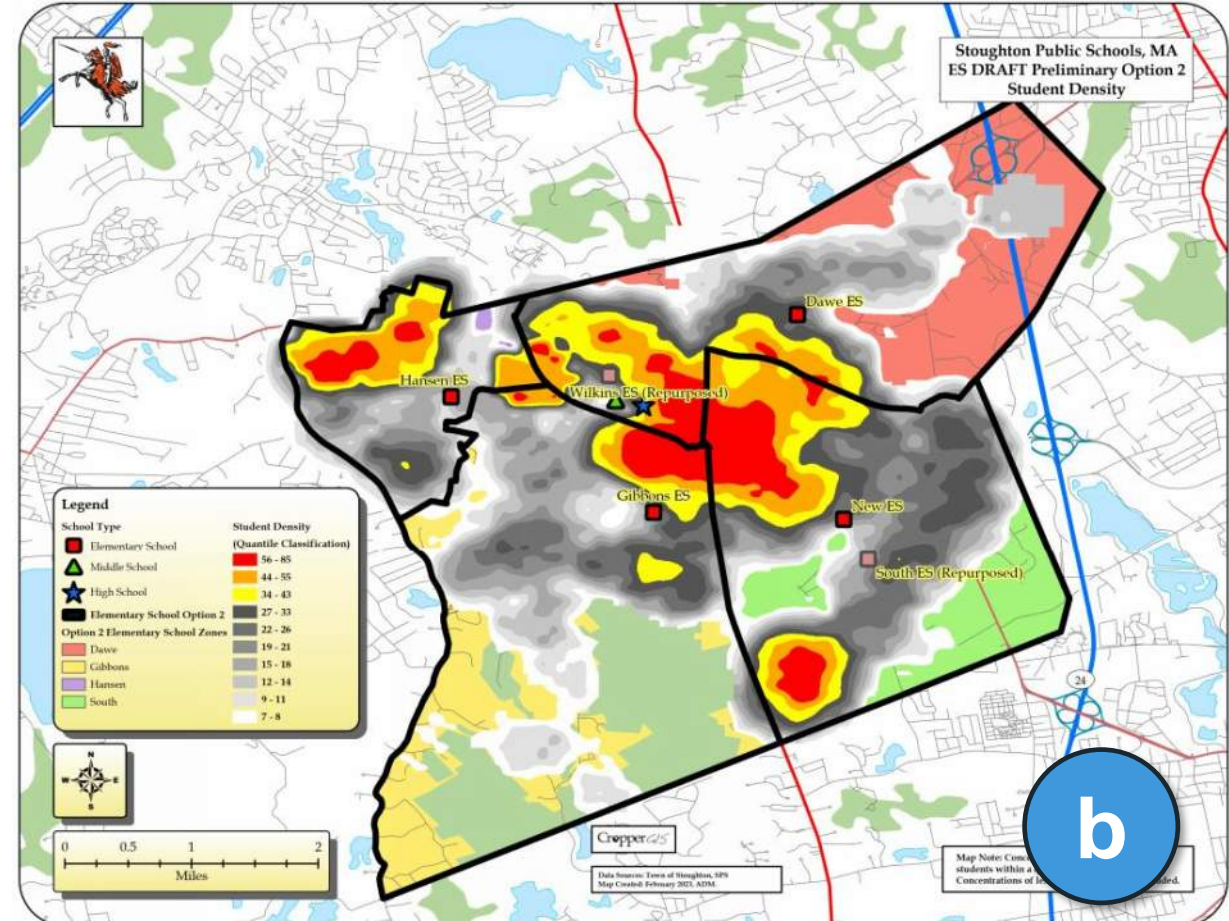 Stoughton Public Schools, MA
ES DRAFT Preliminary Option 2
Student Density
Dawe ES
Hansen ES
Wilkins ES (Repurposed)
Gibbons ES
New ES
South ES (Repurposed)
24
Legend
School Type
Elementary School
Middle School
High School
Elementary School Option 2
Option 2 Elementary School Zones
Dawe
Gibbons
Hansen
South
Student Density
(Quantile Classification)
56 - 85
44 - 55
34 - 43
27 - 33
22 - 26
19 - 21
15 - 18
12 - 14
9 - 11
7 - 8
N
W E
S
0 0.5 1 2
Miles
Cropper GIS
Data Sources: Town of Stoughton, SPS
Map Created: February 2023, ADM.
Map Note:
students within a
Concentrations of
b